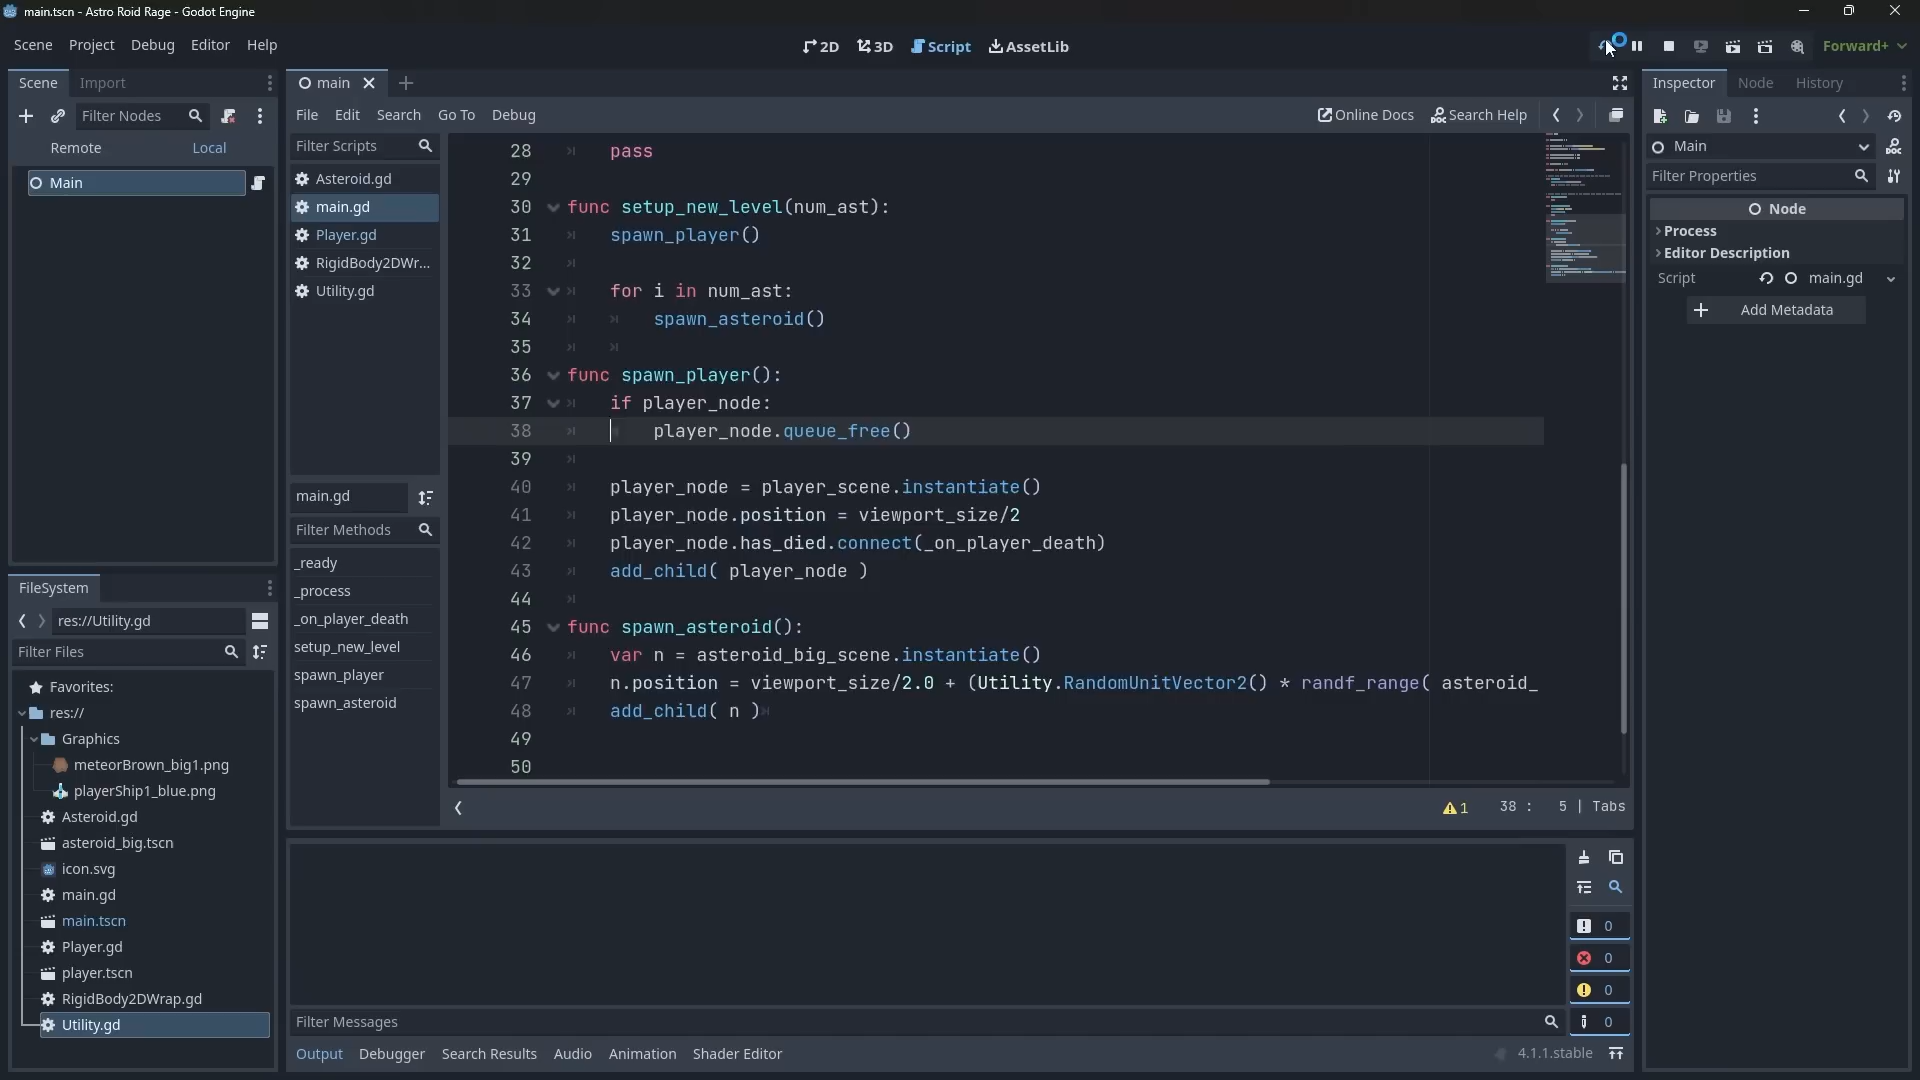 main.tscn - Astro Roid Rage - Godot Engine
Scene Project Debug Editor Help
2D 3D Script AssetLib
Forward+
Scene Import
Filter Nodes
Remote Local
Main
main
File Edit Search Go To Debug
Online Docs Search Help
Filter Scripts
Asteroid.gd
main.gd
Player.gd
RigidBody2DWr...
Utility.gd
main.gd
Filter Methods
_ready
_process
_on_player_death
setup_new_level
spawn_player
spawn_asteroid
28 pass
29
30 func setup_new_level(num_ast):
31 spawn_player()
32
33 for i in num_ast:
34 spawn_asteroid()
35
36 func spawn_player():
37 if player_node:
38 player_node.queue_free()
39
40 player_node = player_scene.instantiate()
41 player_node.position = viewport_size/2
42 player_node.has_died.connect(_on_player_death)
43 add_child( player_node )
44
45 func spawn_asteroid():
46 var n = asteroid_big_scene.instantiate()
47 n.position = viewport_size/2.0 + (Utility.RandomUnitVector2() * randf_range( asteroid_
48 add_child( n )
49
50
1 38 : 5 | Tabs
FileSystem
res://Utility.gd
Filter Files
Favorites:
res://
Graphics
meteorBrown_big1.png
playerShip1_blue.png
Asteroid.gd
asteroid_big.tscn
icon.svg
main.gd
main.tscn
Player.gd
player.tscn
RigidBody2DWrap.gd
Utility.gd
0
0
0
0
Filter Messages
Output Debugger Search Results Audio Animation Shader Editor
4.1.1.stable
Inspector Node History
Main
Filter Properties
Node
Process
Editor Description
Script main.gd
Add Metadata